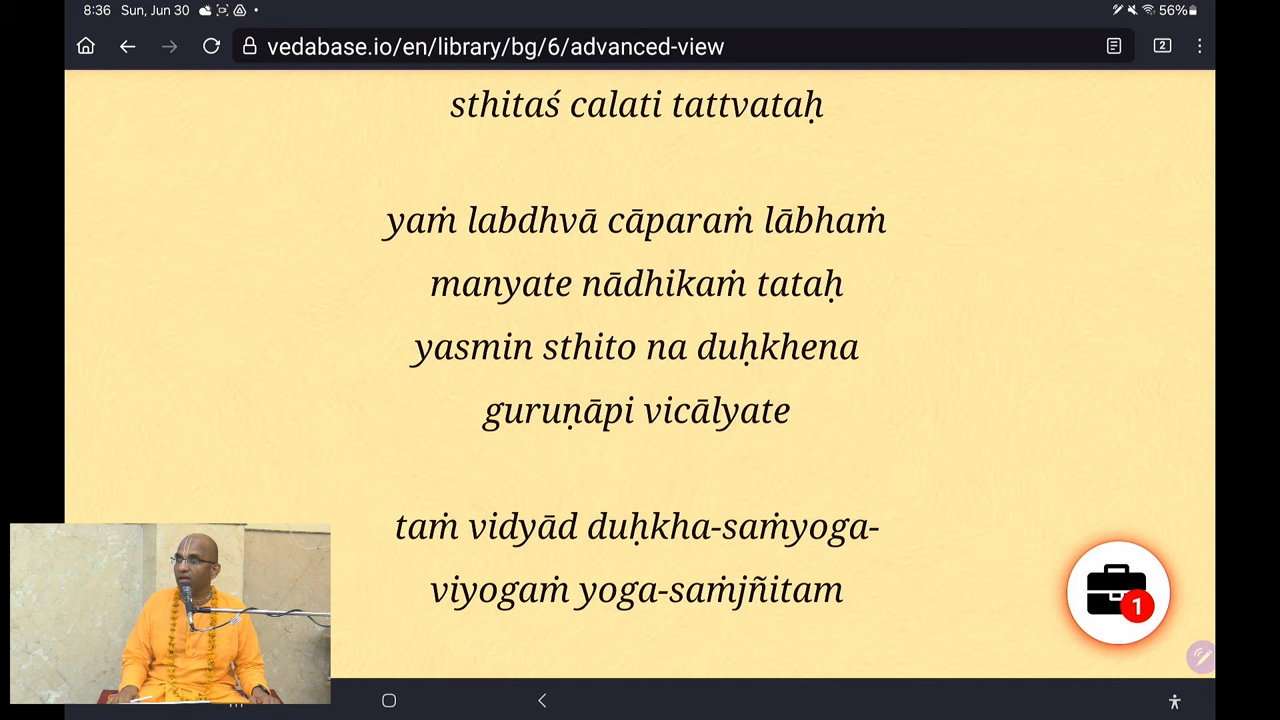 8:36 Sun, Jun 30
56%
vedabase.io/en/library/bg/6/advanced-view
2
sthitaś calati tattvataḥ
yaṁ labdhvā cāparaṁ lābhaṁ
manyate nādhikaṁ tataḥ
yasmin sthito na duḥkhena
guruṇāpi vicālyate
taṁ vidyād duḥkha-saṁyoga-
viyogaṁ yoga-saṁjñitam
1